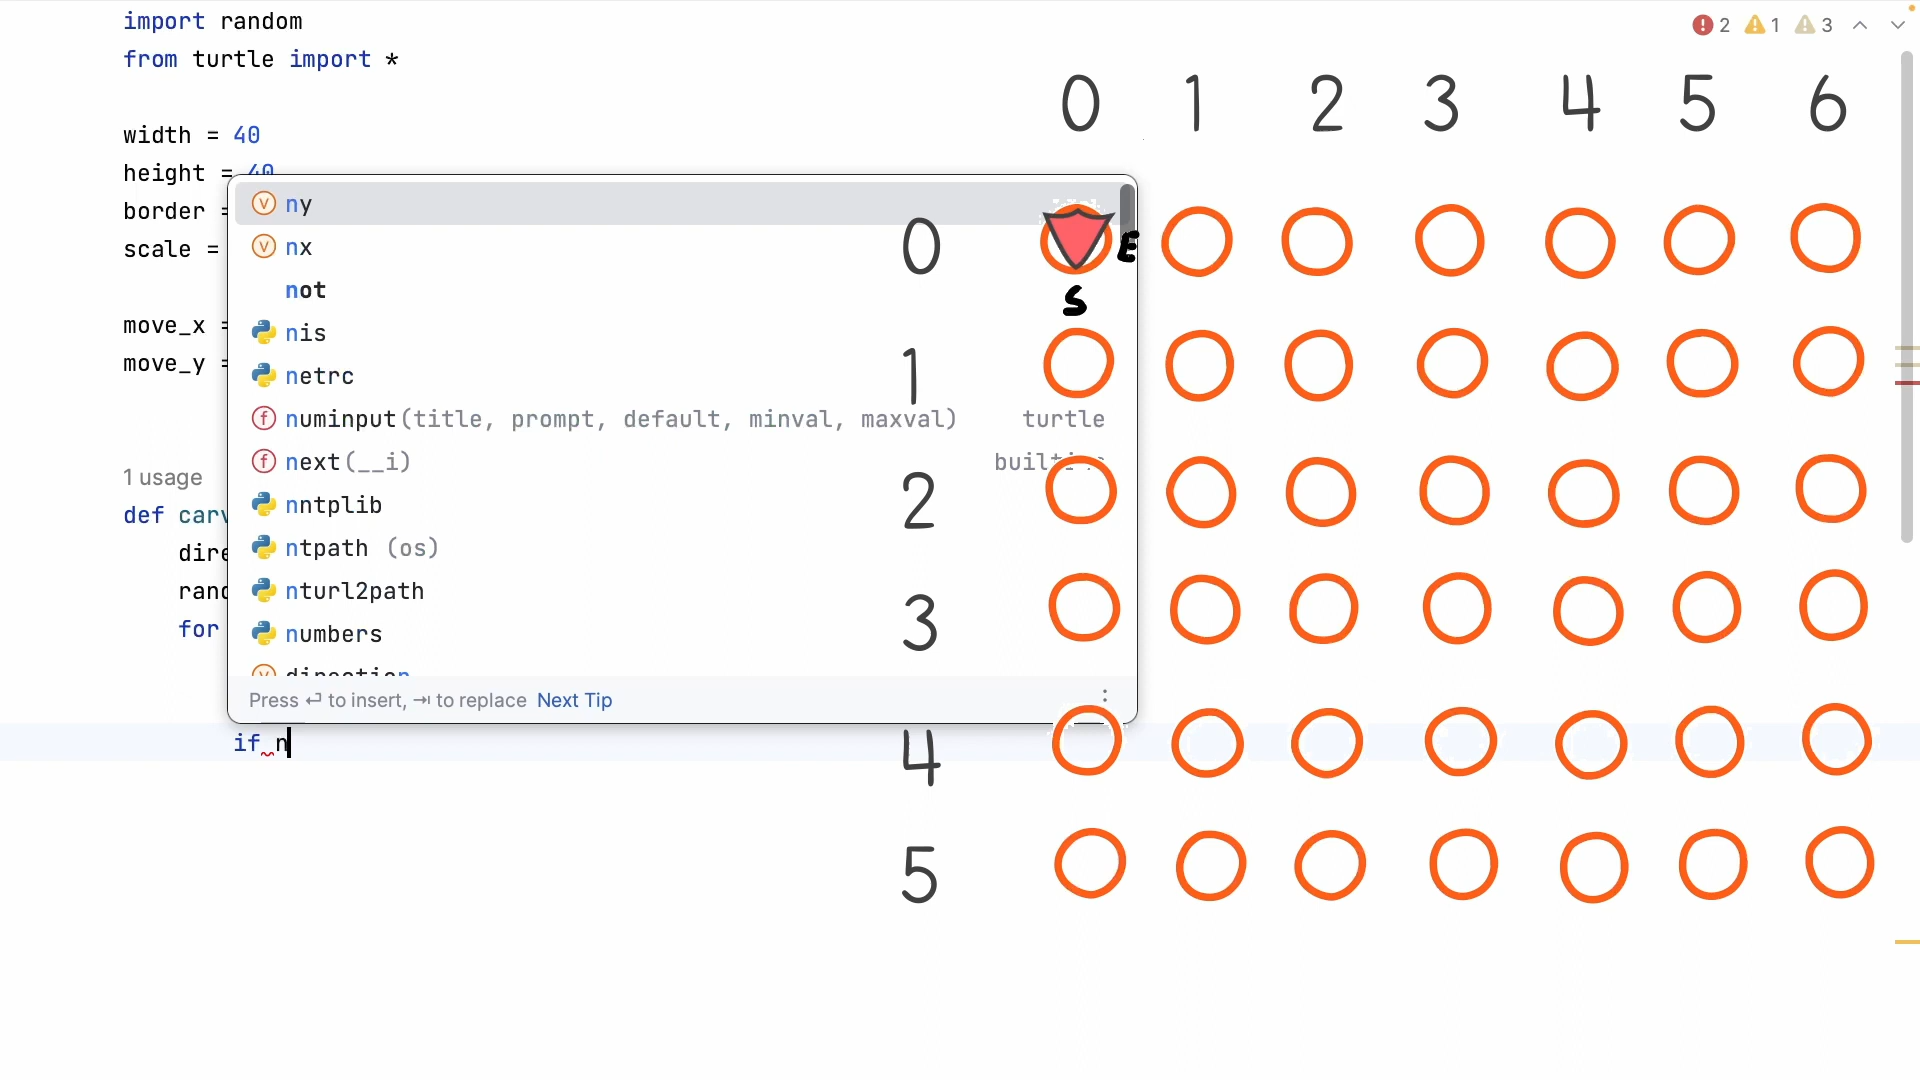 import random
from turtle import *
width = 40
height = 40
border =
scale =
move_x =
move_y =
1 usage
def
for
if n
ny
nx
not
nis
netrc
numinput(title, prompt, default, minval, maxval) turtle
next(__i)
nntplib
ntpath (os)
nturl2path
numbers
direction
Press ↵ to insert, ⇥ to replace Next Tip
2 1 3
0 1 2 3 4 5 6
0 E
S
1
2
3
4
5